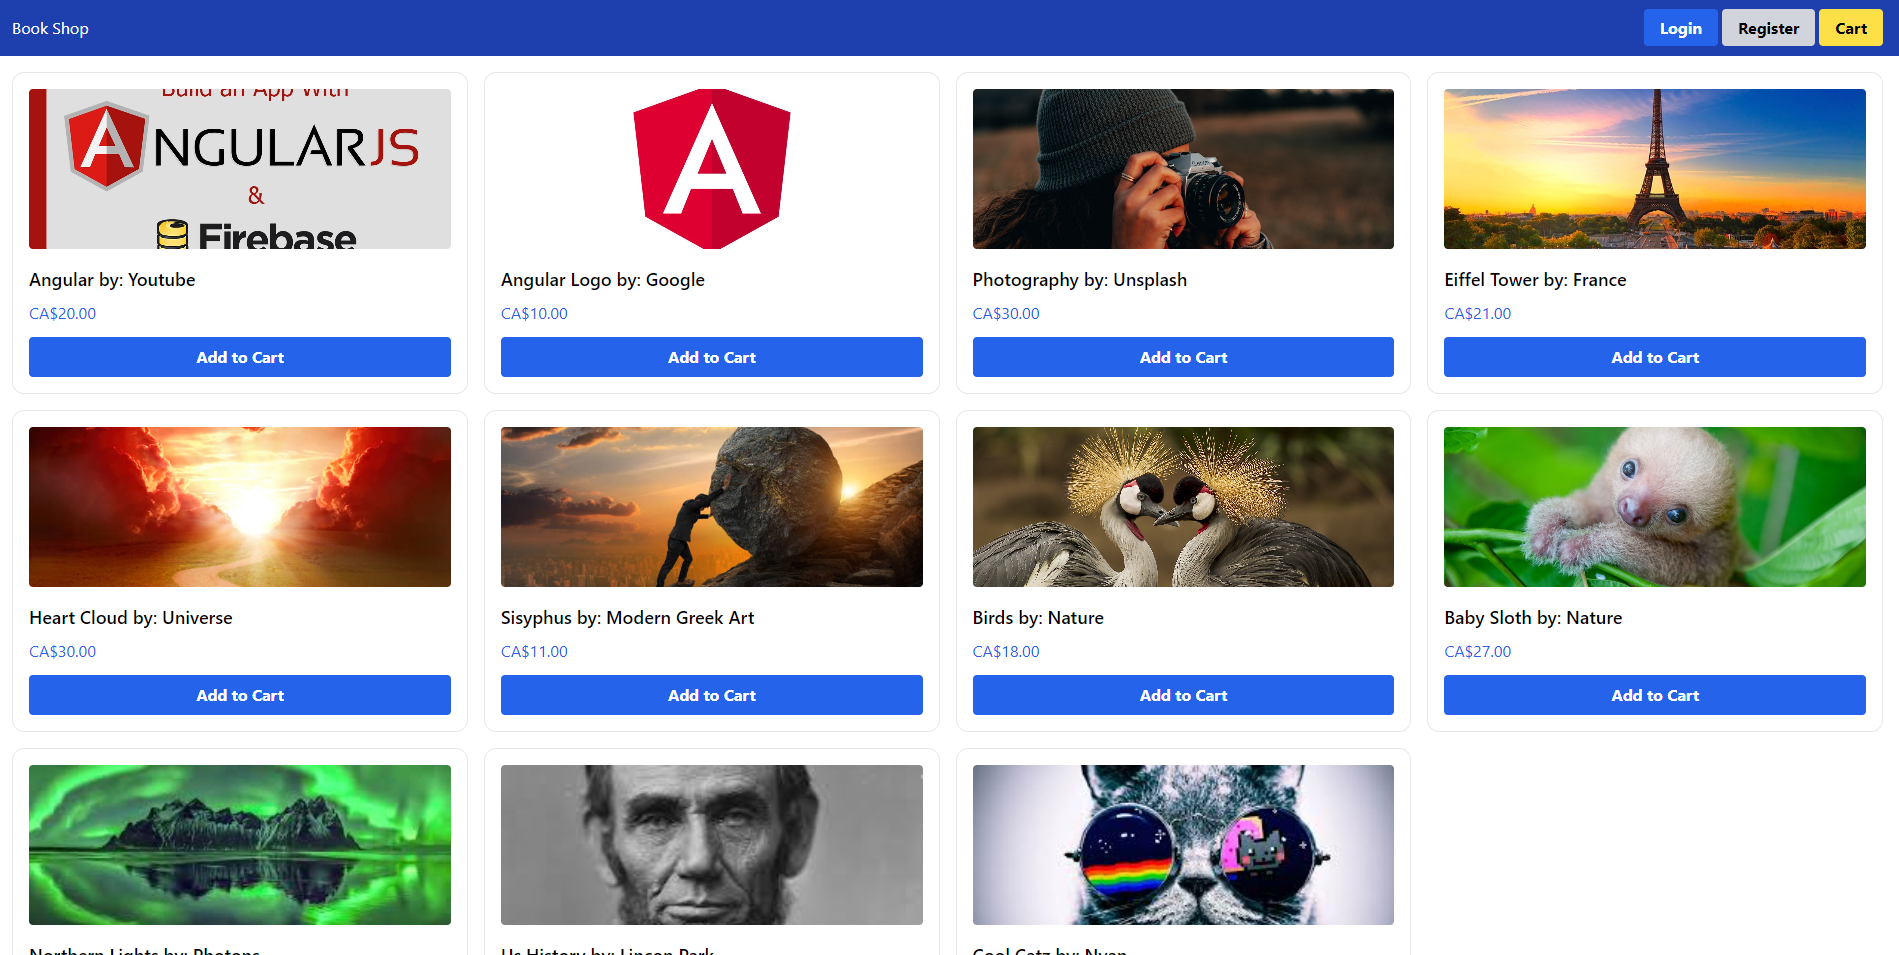 Book Shop
Login
Register
Cart
Build an App With
ANGULARJS
&
Firebase
Angular by: Youtube
CA$20.00
Add to Cart
A
Angular Logo by: Google
CA$10.00
Add to Cart
Photography by: Unsplash
CA$30.00
Add to Cart
Eiffel Tower by: France
CA$21.00
Add to Cart
Heart Cloud by: Universe
CA$30.00
Add to Cart
Sisyphus by: Modern Greek Art
CA$11.00
Add to Cart
Birds by: Nature
CA$18.00
Add to Cart
Baby Sloth by: Nature
CA$27.00
Add to Cart
Northern Lights by: Photons
Us History by: Lincon Park
Cool Catz by: Nyan